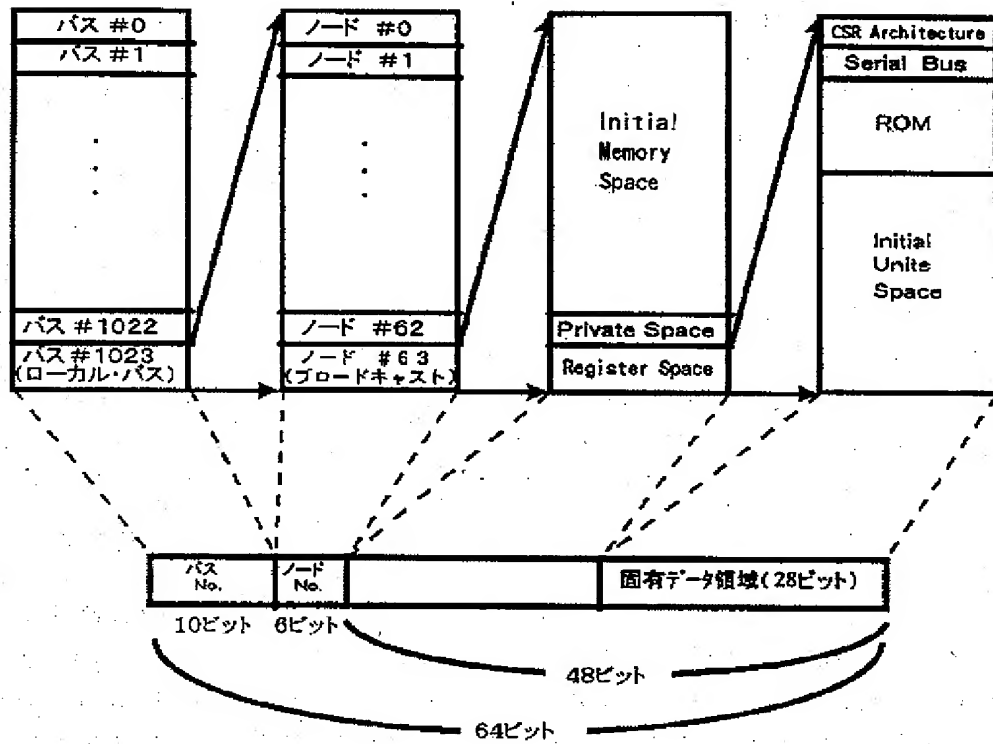 バス #0
バス #1
バス #1022
バス #1023
(ローカル・バス)
ノード #0
ノード #1
ノード #62
ノード #63
(ブロードキャスト)
Initial
Memory
Space
Private Space
Register Space
CSR Architecture
Serial Bus
ROM
Initial
Unite
Space
バス
No.
ノード
No.
固有データ領域(28ビット)
10ビット
6ビット
48ビット
64ビット